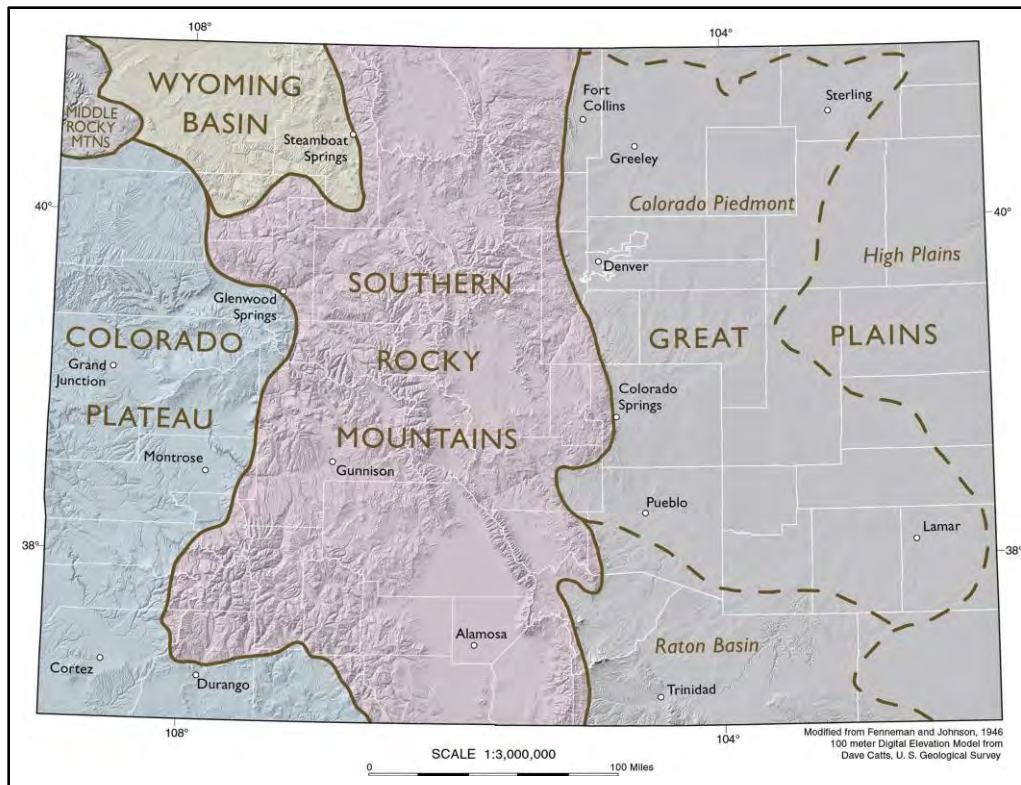 108°
104°
WYOMING
BASIN
MIDDLE
ROCKY
MTNS
Steamboat
Springs
Fort
Collins
Sterling
Greeley
40°
40°
Colorado Piedmont
High Plains
Denver
SOUTHERN
Glenwood
Springs
COLORADO
ROCKY
GREAT
PLAINS
Grand
Junction
PLATEAU
MOUNTAINS
Colorado
Springs
Montrose
Gunnison
Pueblo
Lamar
38°
38°
Alamosa
Raton Basin
Cortez
Durango
Trinidad
108°
104°
Modified from Fenneman and Johnson, 1946
100 meter Digital Elevation Model from
Dave Catts, U. S. Geological Survey
SCALE 1:3,000,000
0
100 Miles